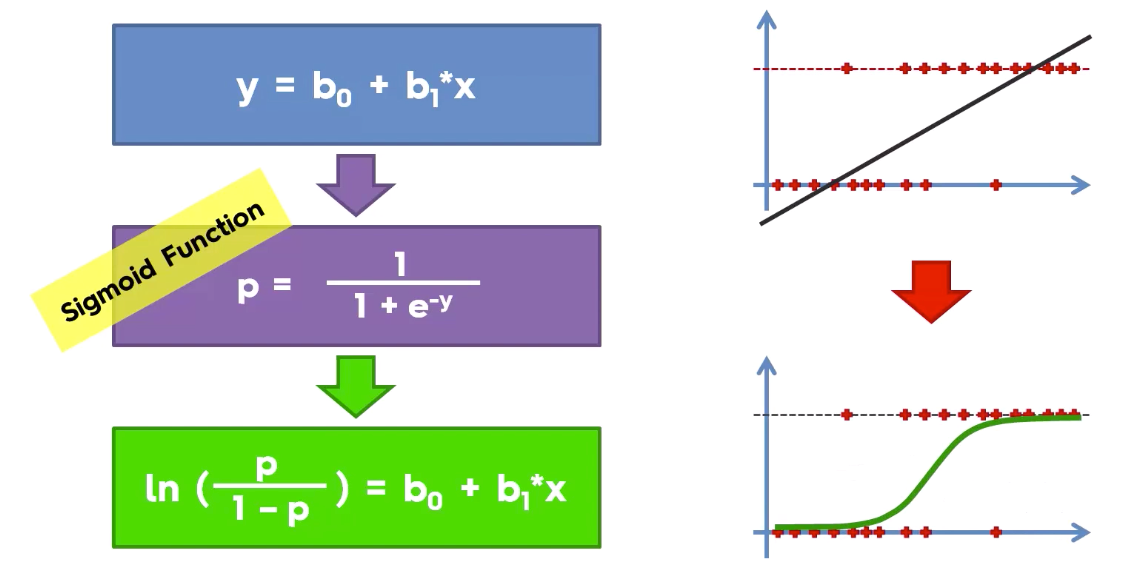 y = b₀ + b₁*x
Sigmoid Function
p = 1 / 1 + e⁻ʸ
ln ( p / 1 − p ) = b₀ + b₁*x